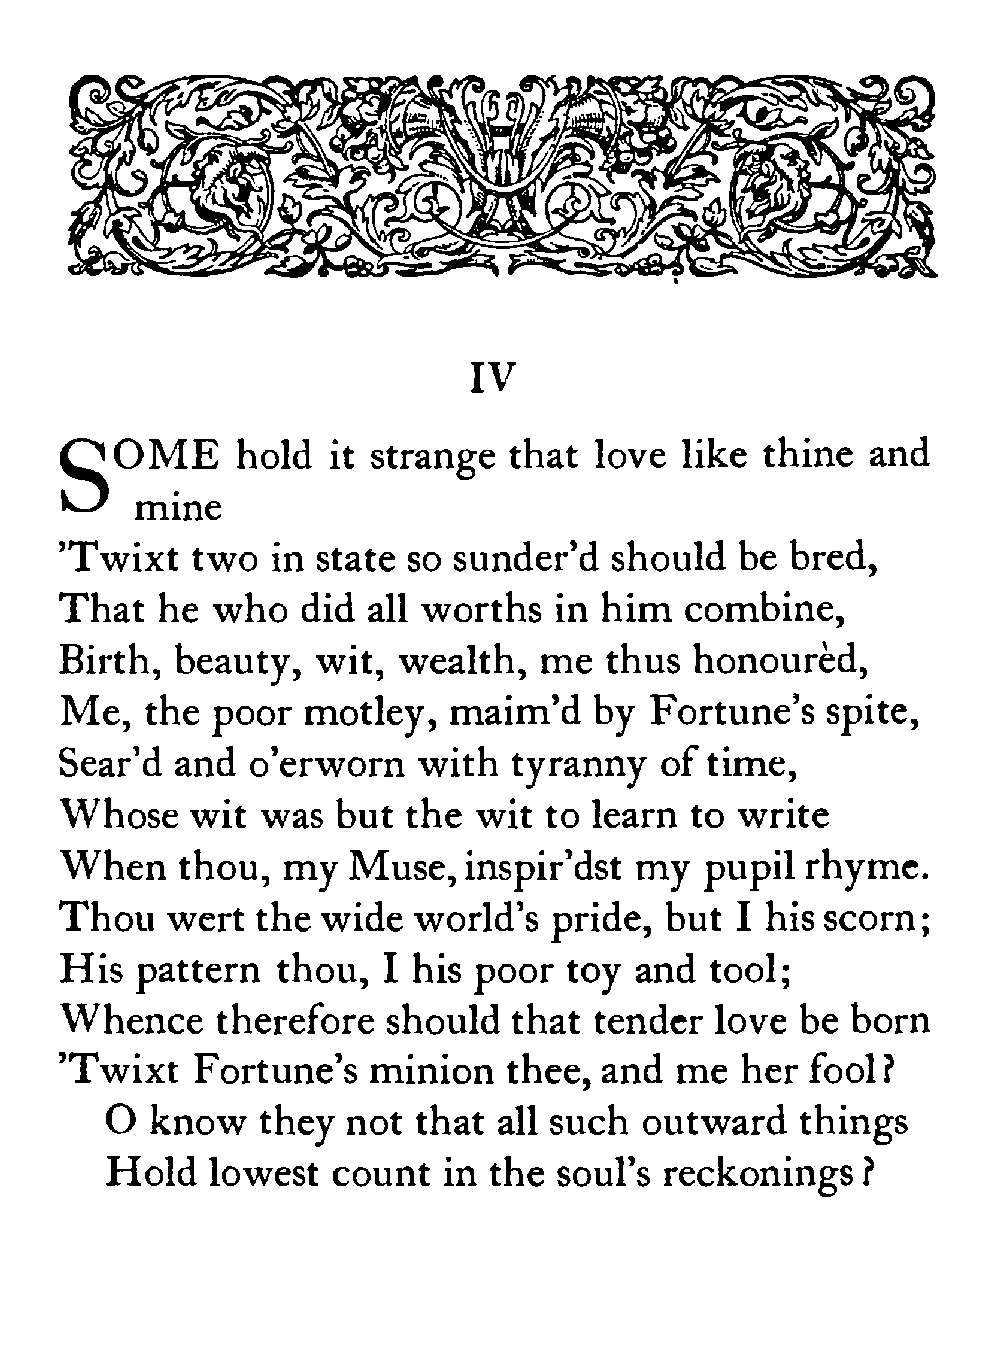 IV
SOME hold it strange that love like thine and
mine
’Twixt two in state so sunder’d should be bred,
That he who did all worths in him combine,
Birth, beauty, wit, wealth, me thus honourèd,
Me, the poor motley, maim’d by Fortune’s spite,
Sear’d and o’erworn with tyranny of time,
Whose wit was but the wit to learn to write
When thou, my Muse, inspir’dst my pupil rhyme.
Thou wert the wide world’s pride, but I his scorn;
His pattern thou, I his poor toy and tool;
Whence therefore should that tender love be born
’Twixt Fortune’s minion thee, and me her fool?
O know they not that all such outward things
Hold lowest count in the soul’s reckonings?